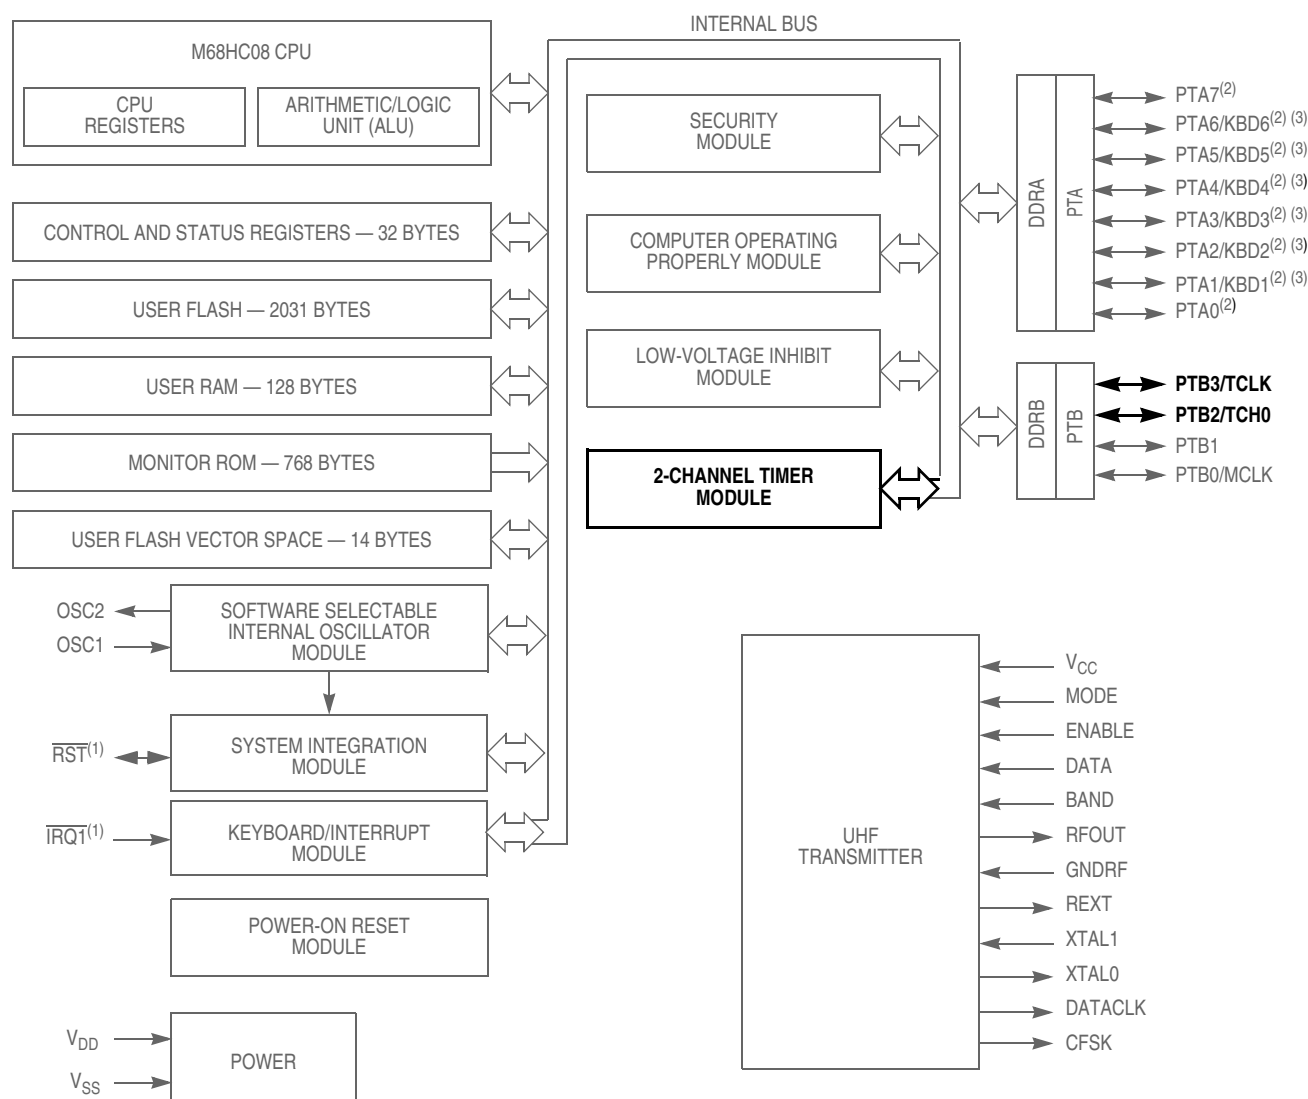 INTERNAL BUS
M68HC08 CPU
CPU
REGISTERS
ARITHMETIC/LOGIC
UNIT (ALU)
CONTROL AND STATUS REGISTERS — 32 BYTES
USER FLASH — 2031 BYTES
USER RAM — 128 BYTES
MONITOR ROM — 768 BYTES
USER FLASH VECTOR SPACE — 14 BYTES
OSC2
OSC1
SOFTWARE SELECTABLE
INTERNAL OSCILLATOR
MODULE
RST(1)
SYSTEM INTEGRATION
MODULE
IRQ1(1)
KEYBOARD/INTERRUPT
MODULE
POWER-ON RESET
MODULE
VDD
VSS
POWER
SECURITY
MODULE
COMPUTER OPERATING
PROPERLY MODULE
LOW-VOLTAGE INHIBIT
MODULE
2-CHANNEL TIMER
MODULE
DDRA
PTA
PTA7(2)
PTA6/KBD6(2) (3)
PTA5/KBD5(2) (3)
PTA4/KBD4(2) (3)
PTA3/KBD3(2) (3)
PTA2/KBD2(2) (3)
PTA1/KBD1(2) (3)
PTA0(2)
DDRB
PTB
PTB3/TCLK
PTB2/TCH0
PTB1
PTB0/MCLK
UHF
TRANSMITTER
VCC
MODE
ENABLE
DATA
BAND
RFOUT
GNDRF
REXT
XTAL1
XTAL0
DATACLK
CFSK